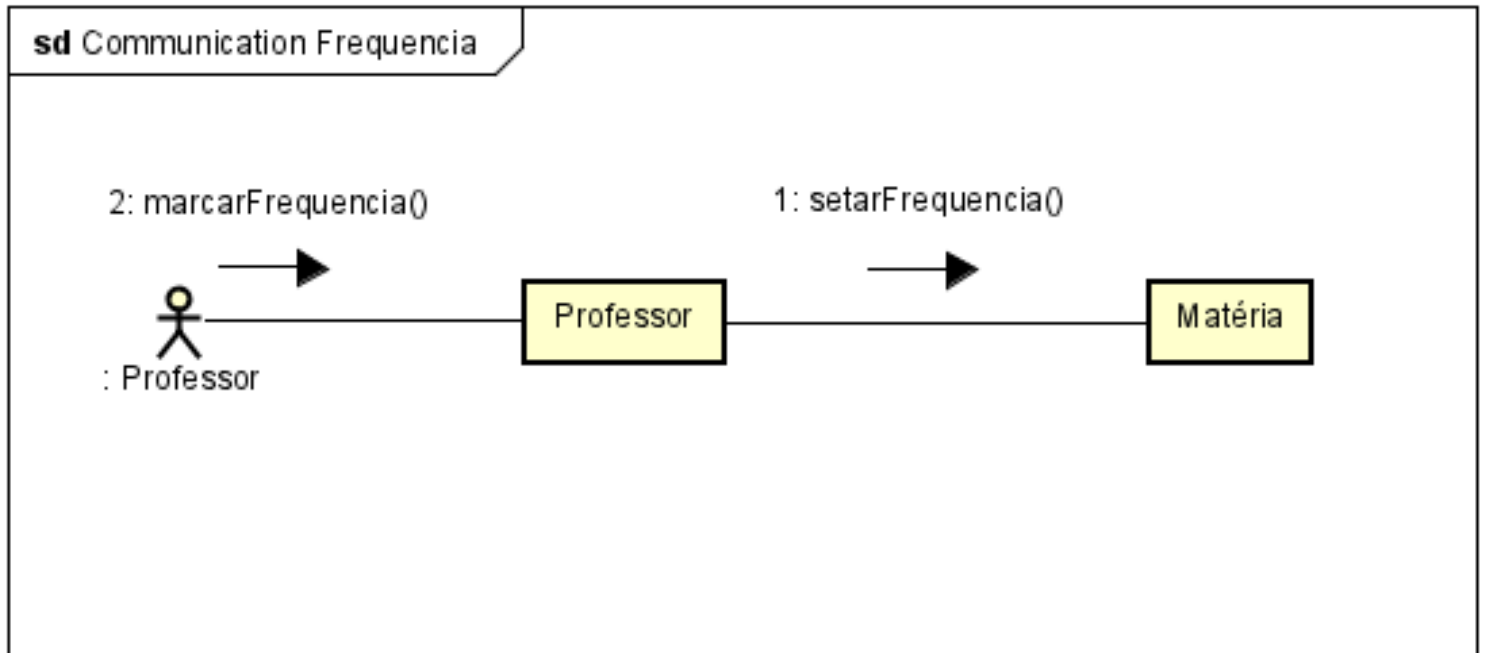 sd Communication Frequencia
2: marcarFrequencia()
1: setarFrequencia()
Professor
Matéria
: Professor